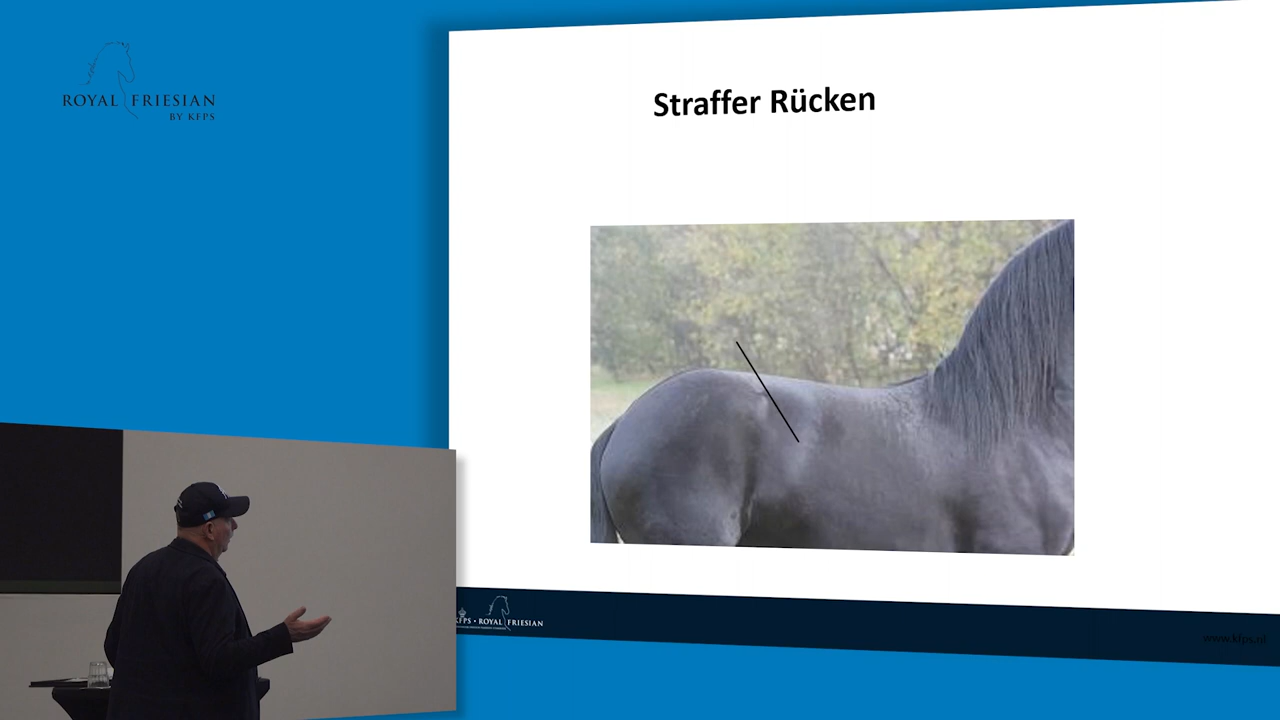 ROYAL FRIESIAN
BY KFPS
Straffer Rücken
KFPS • ROYAL FRIESIAN
www.kfps.nl